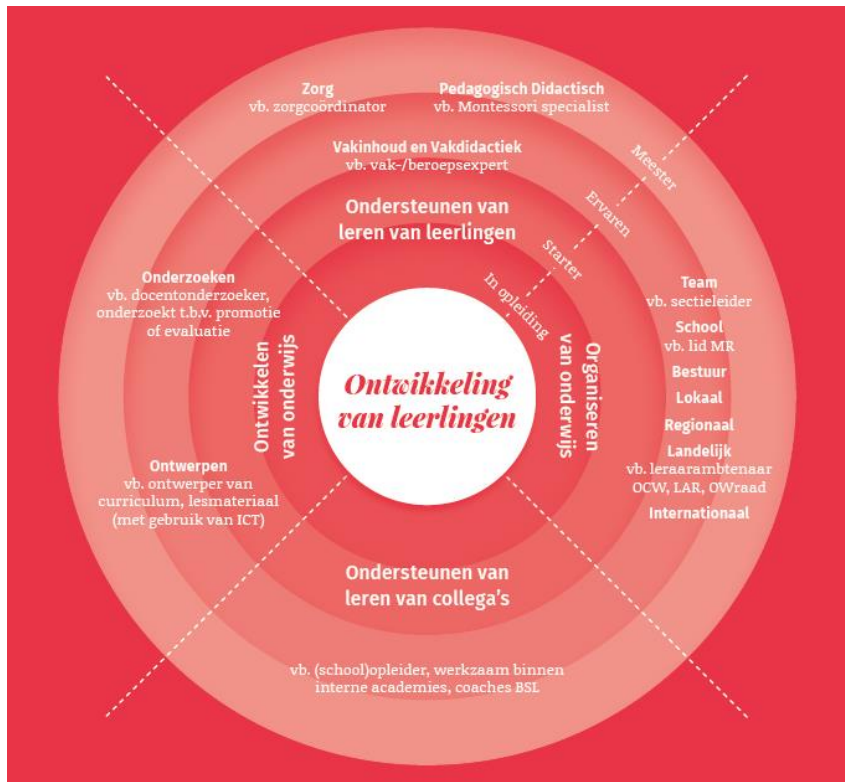 Zorg
vb. zorgcoördinator
Pedagogisch Didactisch
vb. Montessori specialist
Vakinhoud en Vakdidactiek
vb. vak-/beroepsexpert
Ondersteunen van
leren van leerlingen
Meester
Ervaren
Starter
In opleiding
Onderzoeken
vb. docentonderzoeker,
onderzoekt t.b.v. promotie
of evaluatie
Ontwerpen
vb. ontwerper van
curriculum, lesmateriaal
(met gebruik van ICT)
Ontwikkelen
van onderwijs
Ontwikkeling
van leerlingen
Organiseren
van onderwijs
Team
vb. sectieleider
School
vb. lid MR
Bestuur
Lokaal
Regionaal
Landelijk
vb. leraarambtenaar
OCW, LAR, OWraad
Internationaal
Ondersteunen van
leren van collega's
vb. (school)opleider, werkzaam binnen
interne academies, coaches BSL